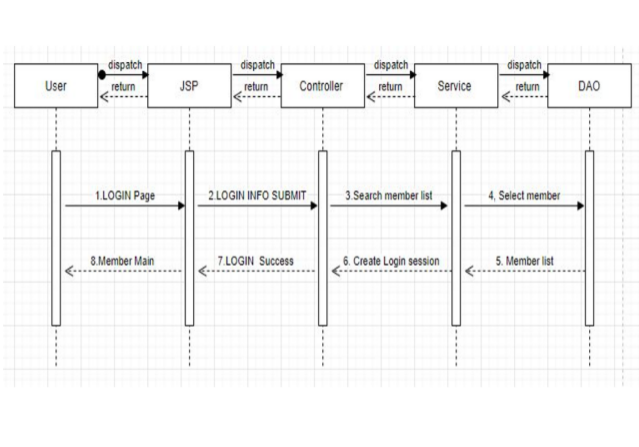 dispatch dispatch dispatch dispatch
User JSP Controller Service DAO
return return return return
1.LOGIN Page 2.LOGIN INFO SUBMIT 3.Search member list 4, Select member
8.Member Main 7.LOGIN Success 6. Create Login session 5. Member list